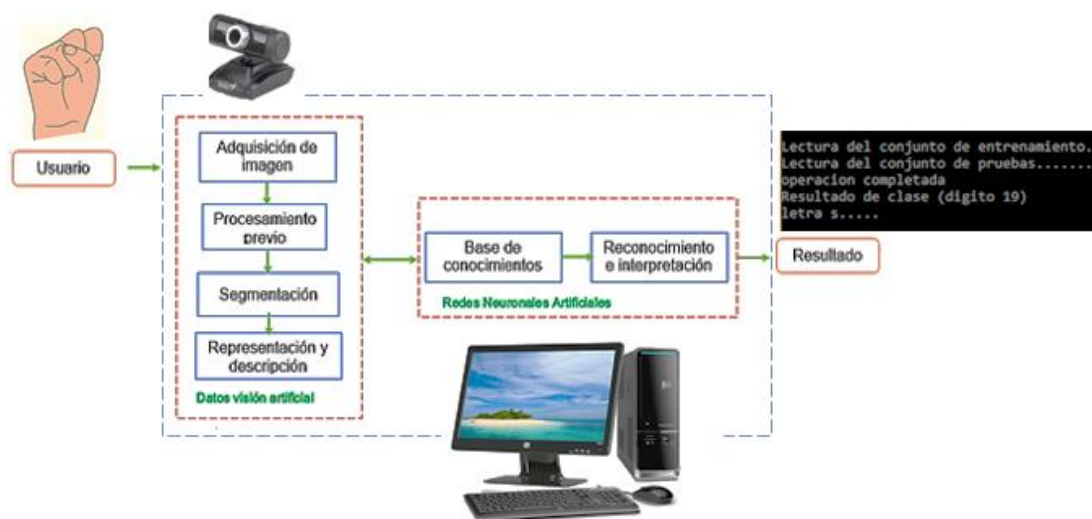 Usuario
Adquisición de
imagen
Procesamiento
previo
Segmentación
Representación y
descripción
Datos visión artificial
Base de
conocimientos
Reconocimiento
e interpretación
Redes Neuronales Artificiales
Lectura del conjunto de entrenamiento.
Lectura del conjunto de pruebas.......
operacion completada
Resultado de clase (digito 19)
letra s.....
Resultado